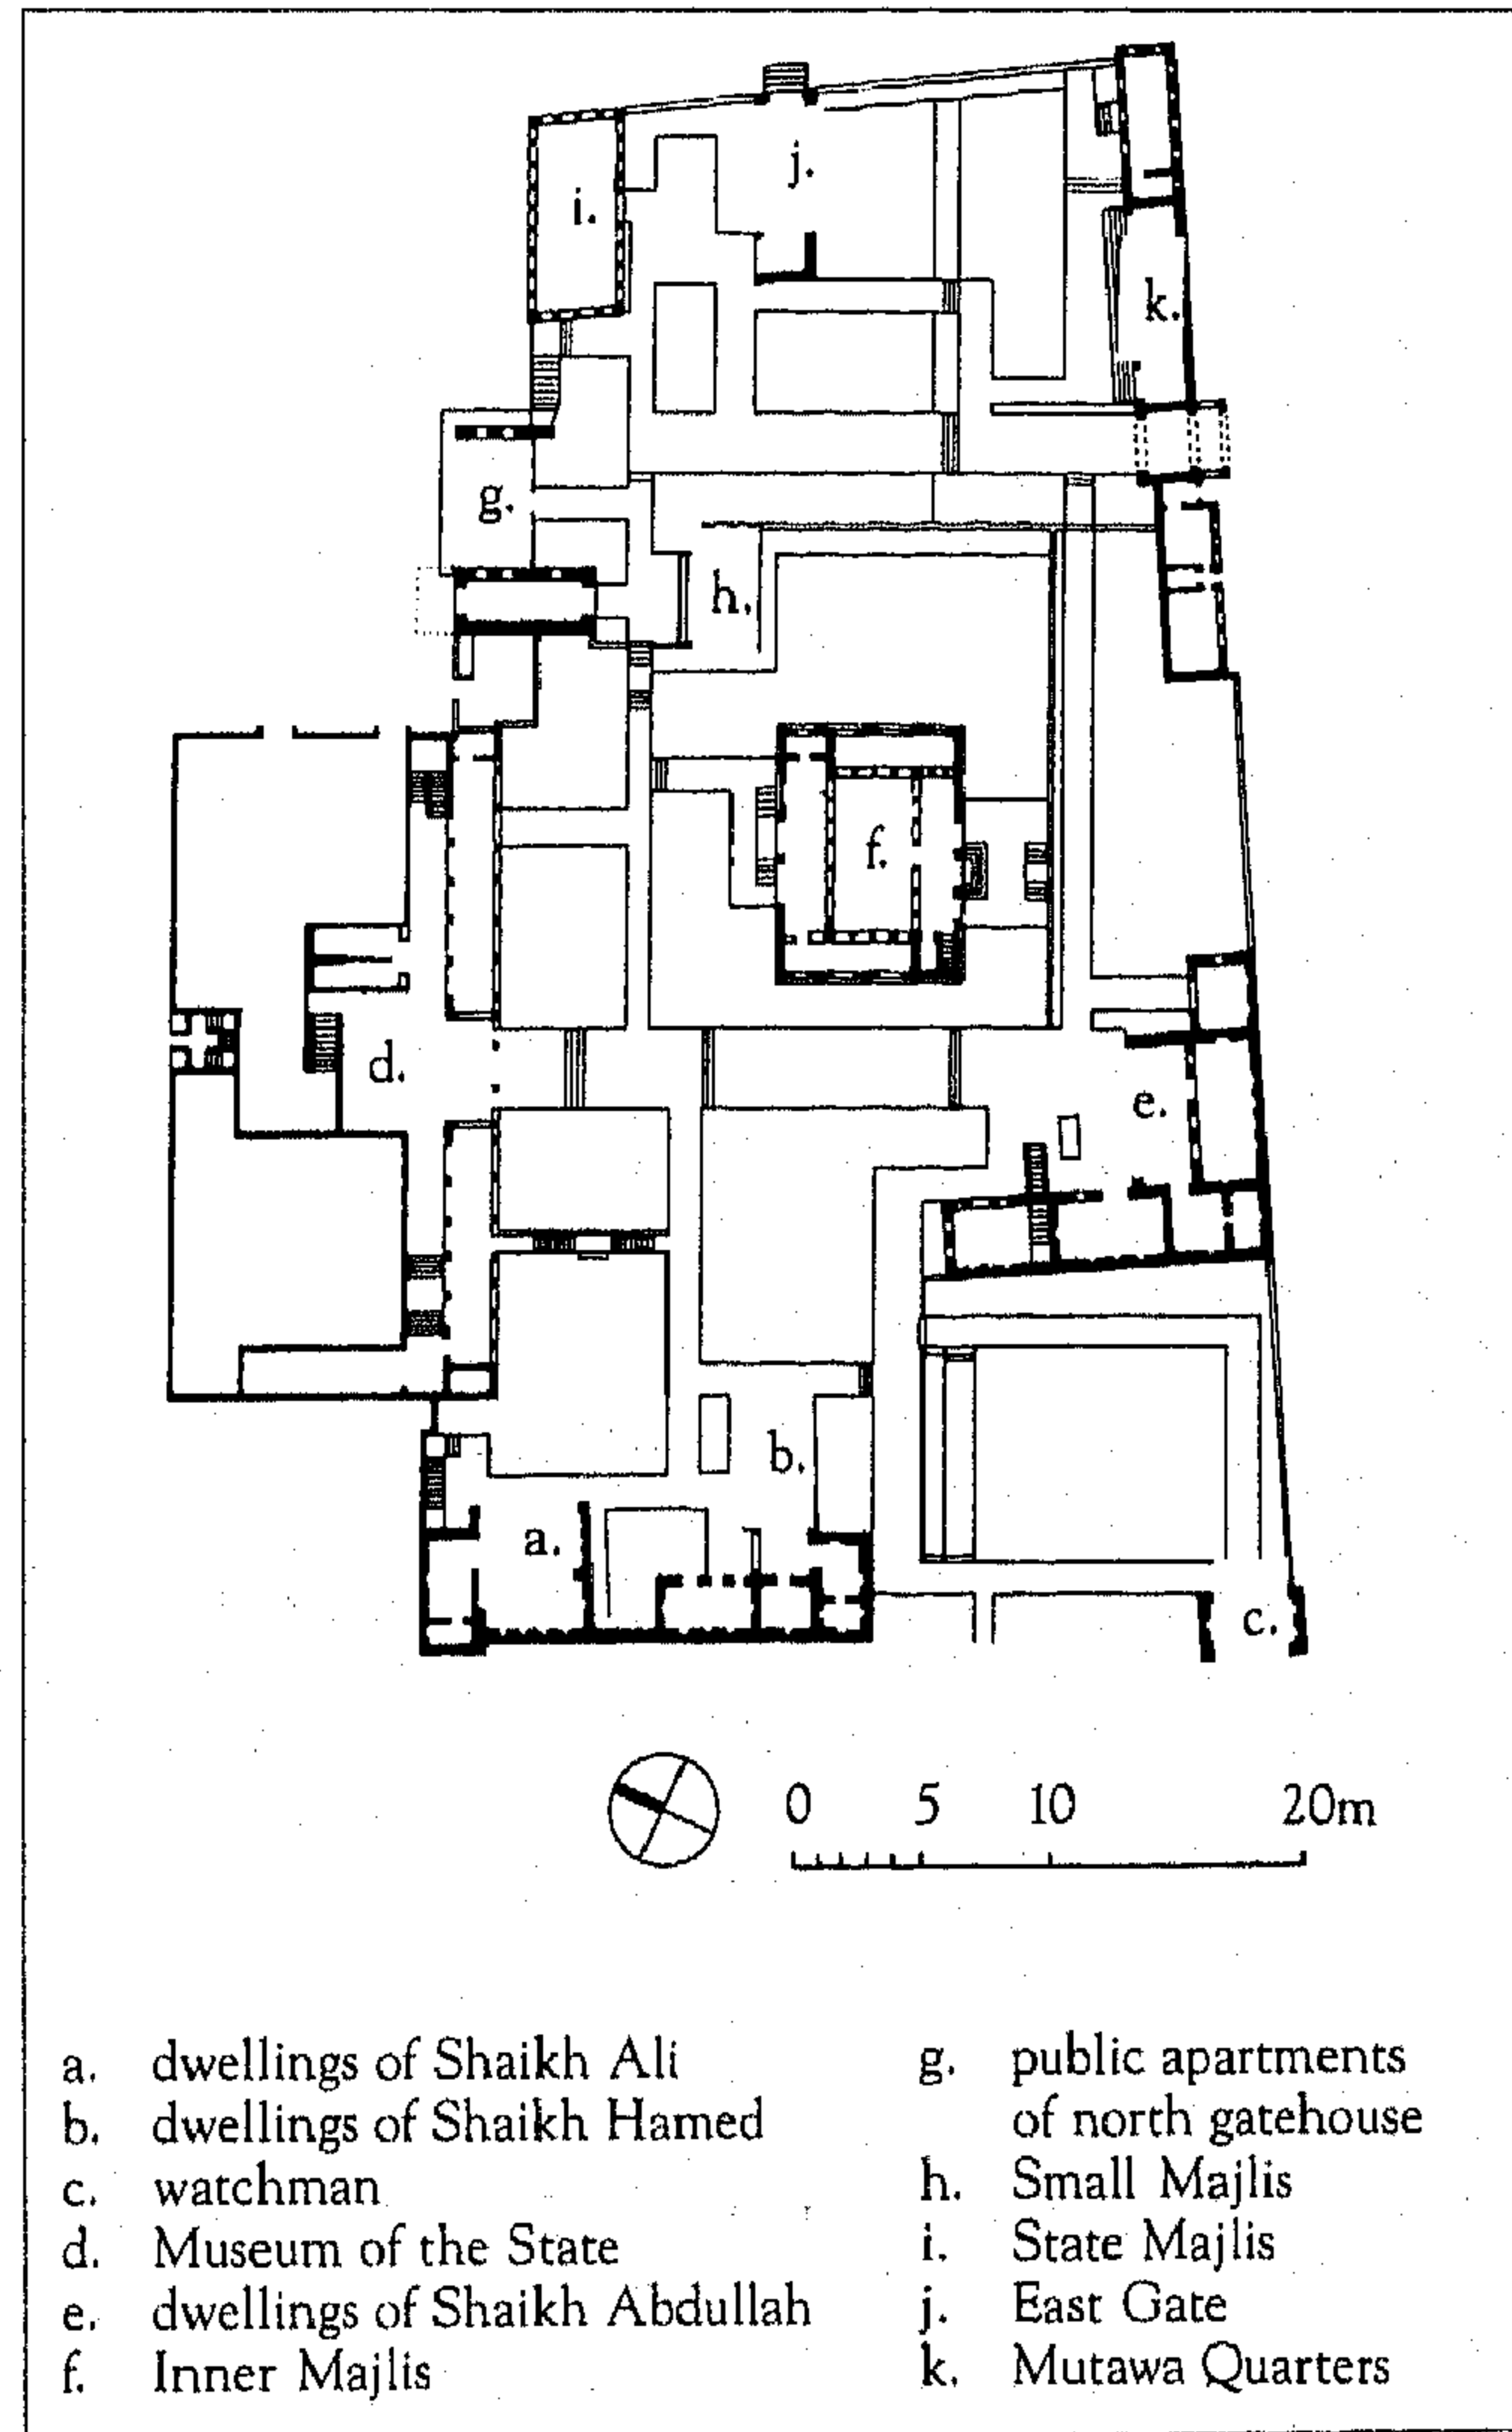 j.
i.
k.
g.
h.
f.
d.
e.
b.
a.
c.
0 5 10 20m
a. dwellings of Shaikh Ali
b. dwellings of Shaikh Hamed
c. watchman
d. Museum of the State
e. dwellings of Shaikh Abdullah
f. Inner Majlis
g. public apartments
of north gatehouse
h. Small Majlis
i. State Majlis
j. East Gate
k. Mutawa Quarters